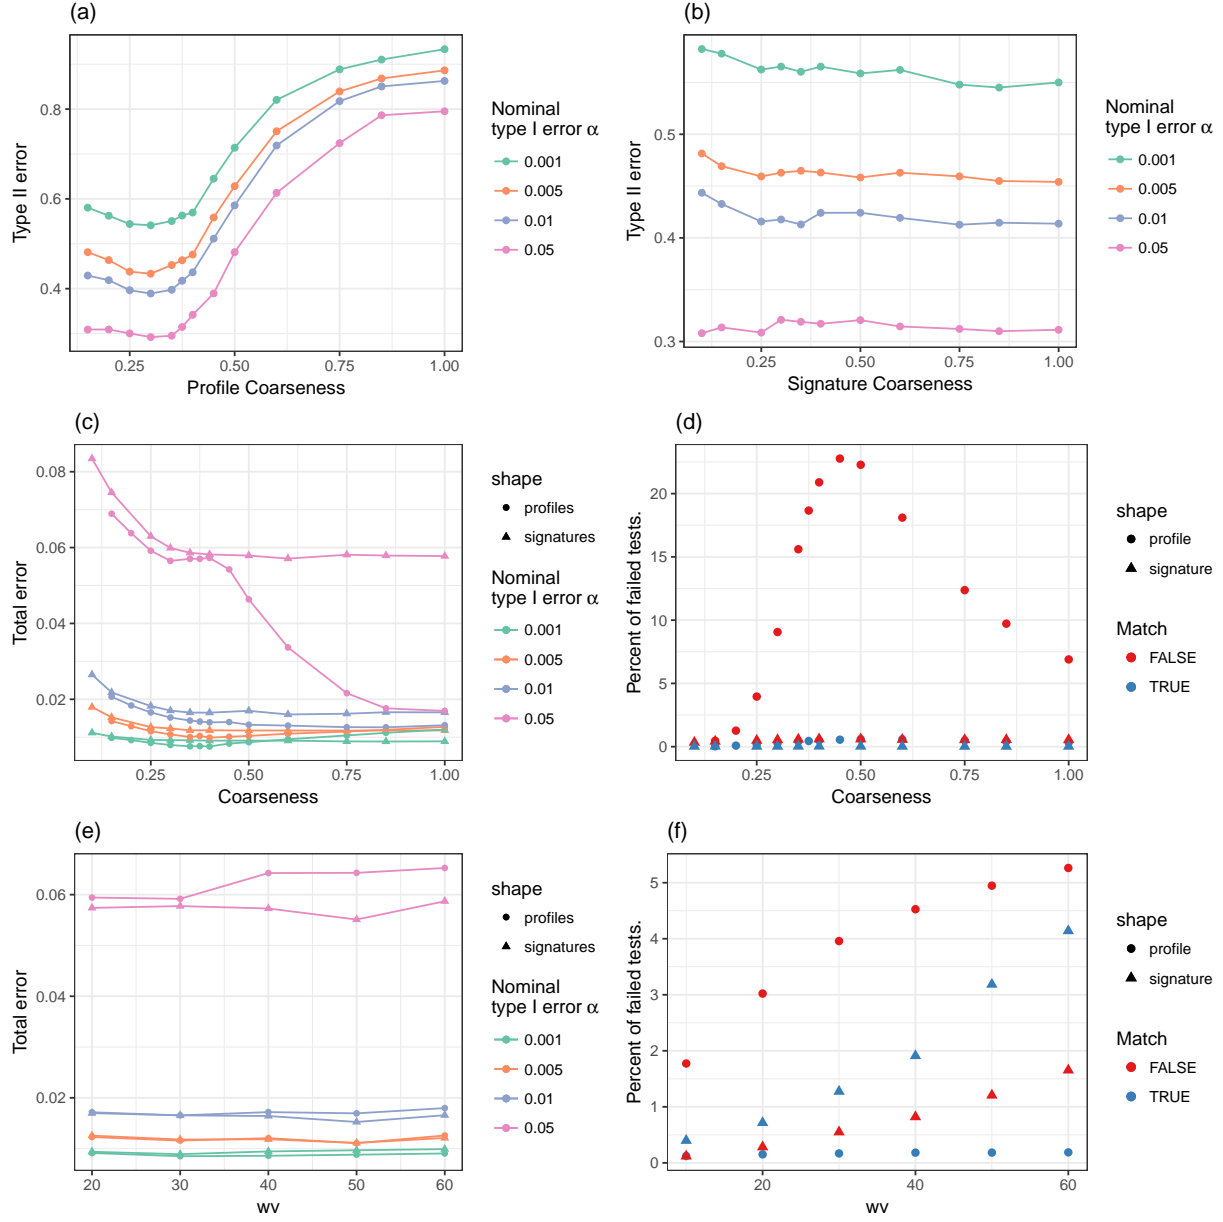 (a)
Type II error
0.8
0.6
0.4
0.25
0.50
0.75
1.00
Profile Coarseness
Nominal
type I error α
0.001
0.005
0.01
0.05
(b)
Type II error
0.5
0.4
0.3
0.25
0.50
0.75
1.00
Signature Coarseness
Nominal
type I error α
0.001
0.005
0.01
0.05
(c)
Total error
0.08
0.06
0.04
0.02
0.25
0.50
0.75
1.00
Coarseness
shape
profiles
signatures
Nominal
type I error α
0.001
0.005
0.01
0.05
(d)
Percent of failed tests.
20
15
10
5
0
0.25
0.50
0.75
1.00
Coarseness
shape
profile
signature
Match
FALSE
TRUE
(e)
Total error
0.06
0.04
0.02
20
30
40
50
60
wv
shape
profiles
signatures
Nominal
type I error α
0.001
0.005
0.01
0.05
(f)
Percent of failed tests.
5
4
3
2
1
0
20
40
60
wv
shape
profile
signature
Match
FALSE
TRUE